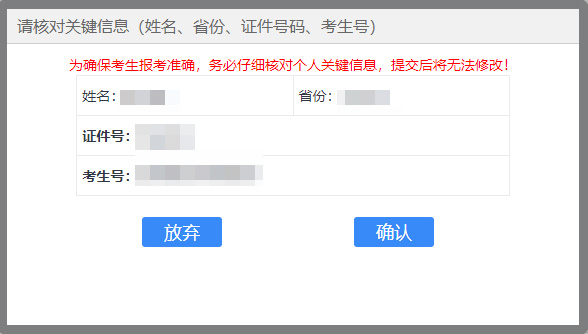 请核对关键信息（姓名、省份、证件号码、考生号）
为确保考生报考准确，务必仔细核对个人关键信息，提交后将无法修改！
姓名： 省份：
证件号：
考生号：
放弃 确认